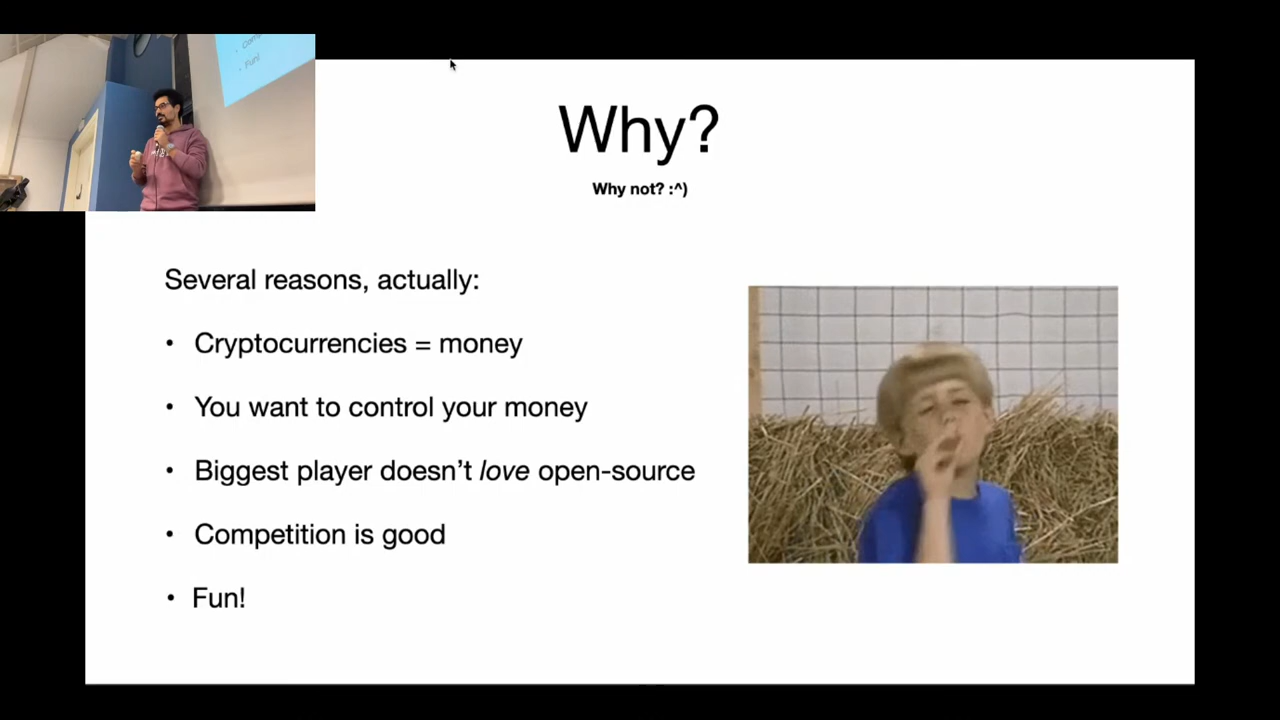 Why?
Why not? :^)
Several reasons, actually:
• Cryptocurrencies = money
• You want to control your money
• Biggest player doesn’t love open-source
• Competition is good
• Fun!
• Fun!